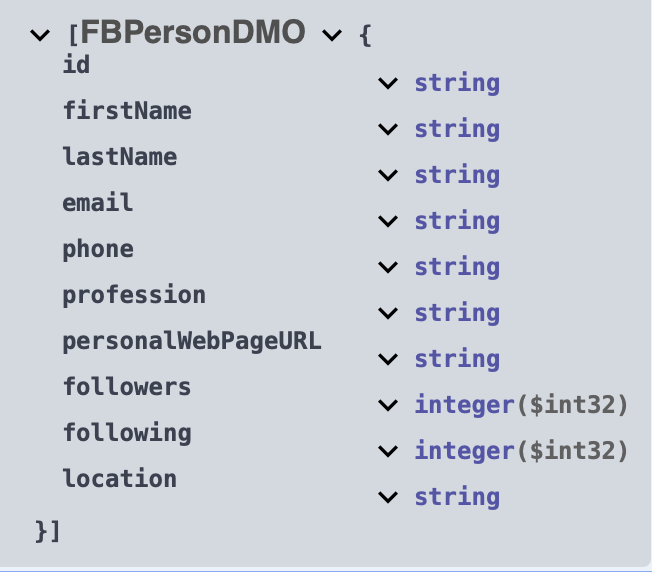 [FBPersonDMO {
id string
firstName string
lastName string
email string
phone string
profession string
personalWebPageURL string
followers integer($int32)
following integer($int32)
location string
}]